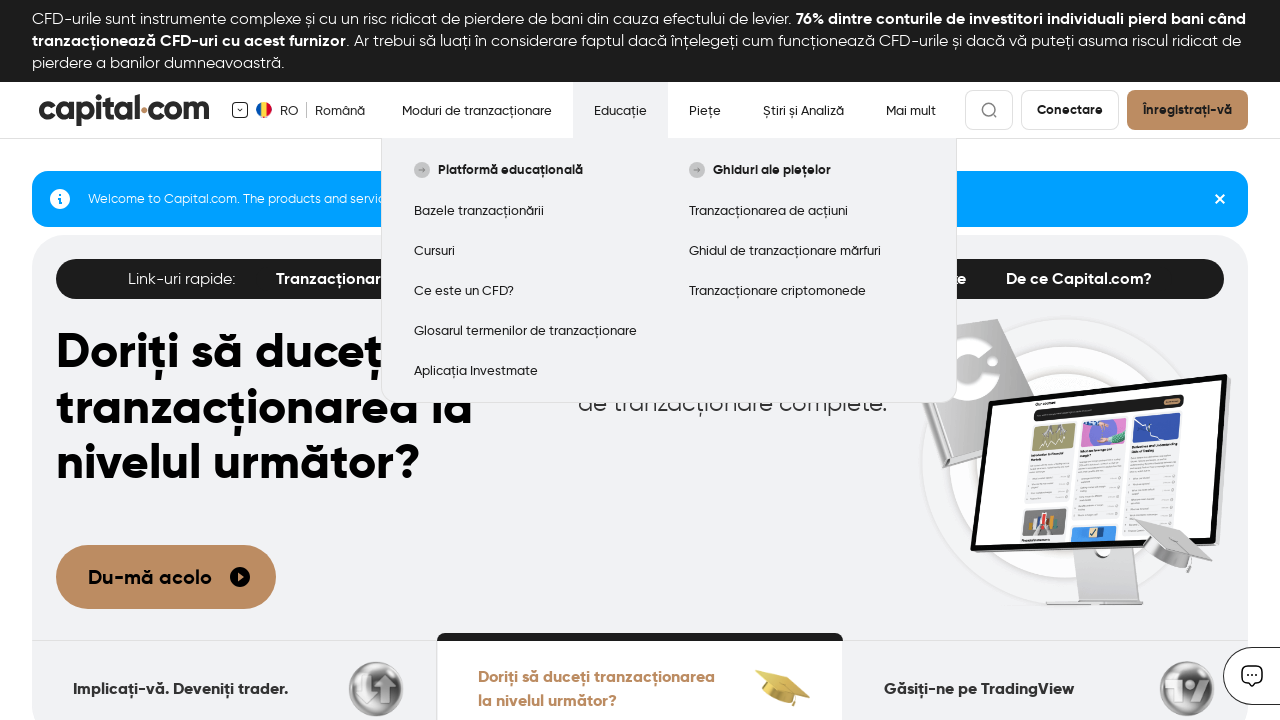 CFD-urile sunt instrumente complexe și cu un risc ridicat de pierdere de bani din cauza efectului de levier. 76% dintre conturile de investitori individuali pierd bani când
tranzacționează CFD-uri cu acest furnizor. Ar trebui să luați în considerare faptul dacă înțelegeți cum funcționează CFD-urile și dacă vă puteți asuma riscul ridicat de
pierdere a banilor dumneavoastră.
capital.com RO Română Moduri de tranzacționare Educație Piețe Știri și Analiză Mai mult Conectare Înregistrați-vă
Platformă educațională
Bazele tranzacționării
Cursuri
Ce este un CFD?
Glosarul termenilor de tranzacționare
Aplicația Investmate
Ghiduri ale piețelor
Tranzacționarea de acțiuni
Ghidul de tranzacționare mărfuri
Tranzacționare criptomonede
Welcome to Capital.com. The products and servic
Link-uri rapide: Tranzacționar te De ce Capital.com?
Doriți să duceț
tranzacționarea la
nivelul următor?
de tranzacționare complete.
Du-mă acolo
Implicați-vă. Deveniți trader.
Doriți să duceți tranzacționarea
la nivelul următor?
Găsiți-ne pe TradingView